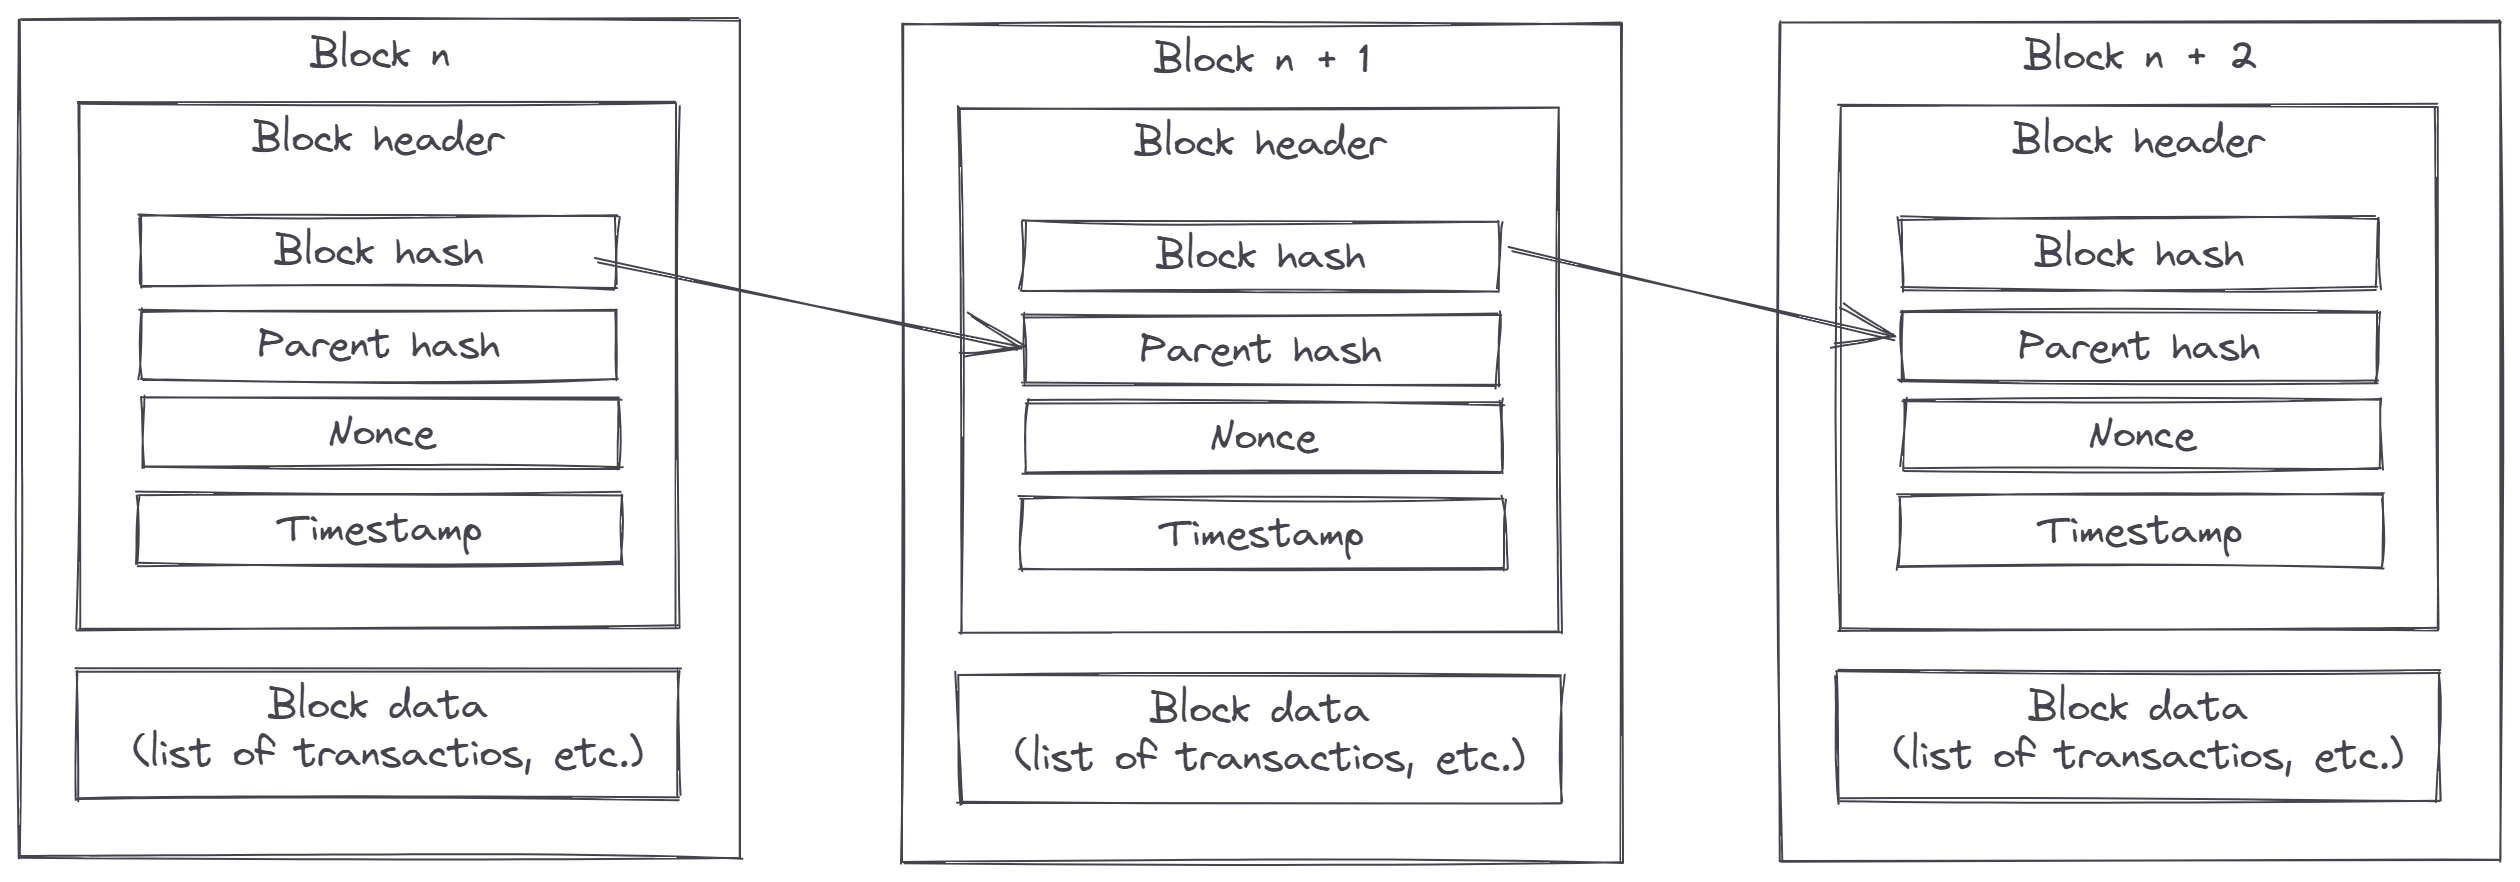 Block n
Block header
Block hash
Parent hash
Nonce
Timestamp
Block data
(list of transactios, etc.)
Block n + 1
Block header
Block hash
Parent hash
Nonce
Timestamp
Block data
(list of transactios, etc.)
Block n + 2
Block header
Block hash
Parent hash
Nonce
Timestamp
Block data
(list of transactios, etc.)